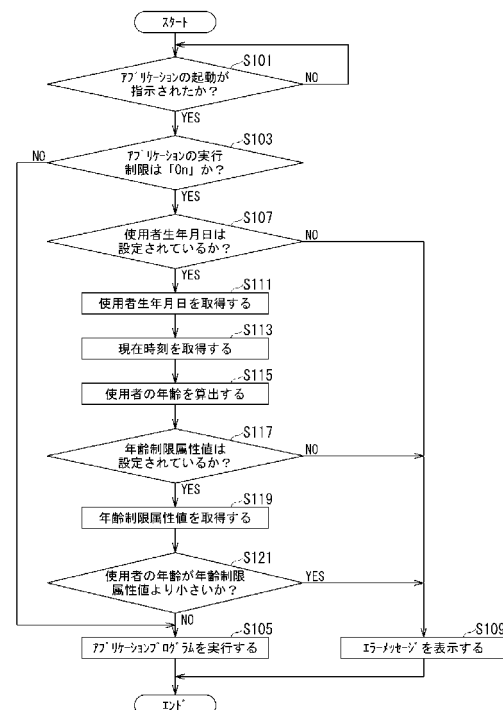 スタート
S101
アプリケーションの起動が
指示されたか？
NO
YES
S103
NO
アプリケーションの実行
制限は「On」か？
YES
S107
使用者生年月日は
設定されているか？
NO
YES
S111
使用者生年月日を取得する
S113
現在時刻を取得する
S115
使用者の年齢を算出する
S117
年齢制限属性値は
設定されているか？
NO
YES
S119
年齢制限属性値を取得する
S121
使用者の年齢が年齢制限
属性値より小さいか？
YES
NO
S105
アプリケーションプログラムを実行する
S109
エラーメッセージを表示する
エンド